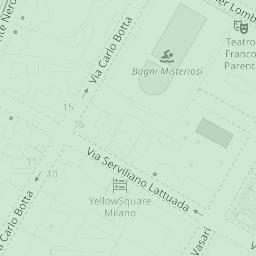 Via Carlo Botta
Teatro
Franco
Parent
Bagni Misteriosi
15
16
11
10
Via Serviliano Lattuada
YellowSquare
Milano
Carlo Botta
Vasari